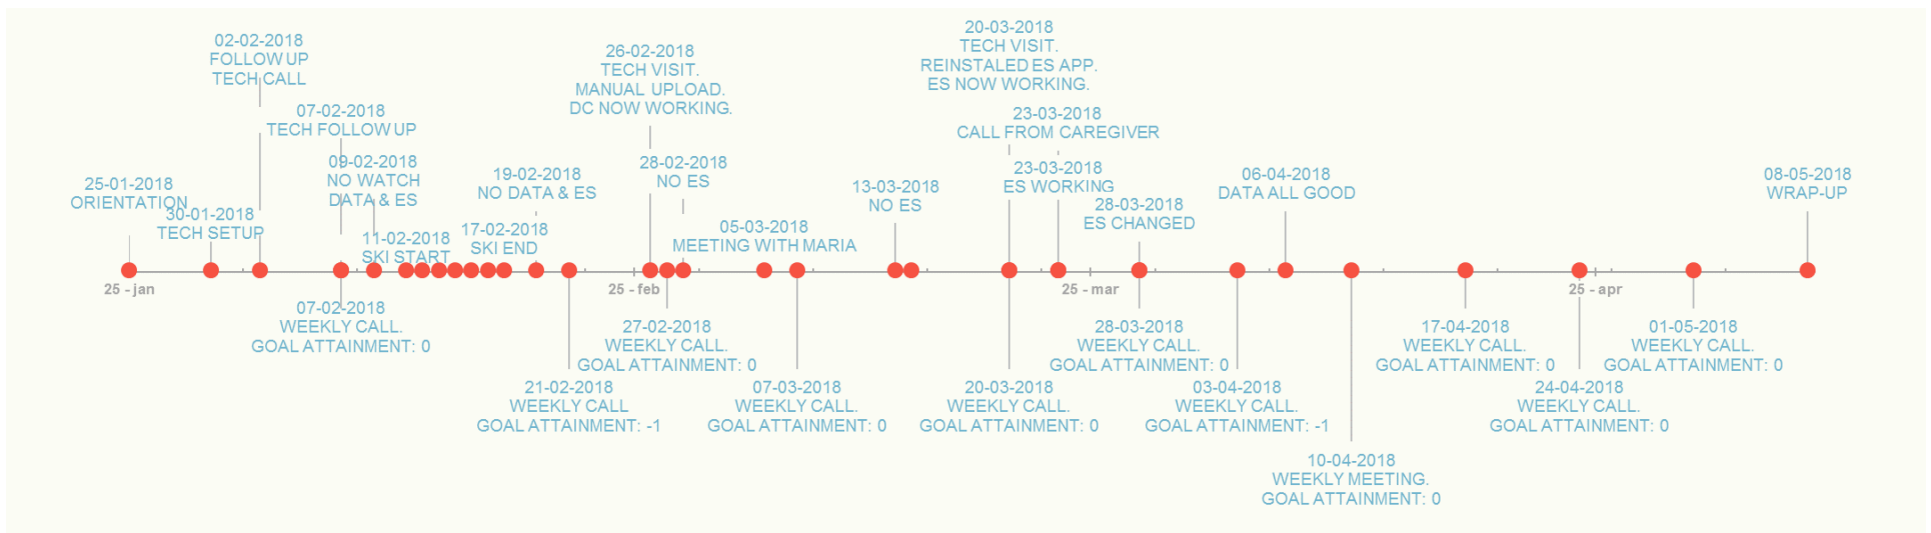 02-02-2018
FOLLOW UP
TECH CALL
07-02-2018
TECH FOLLOW UP
09-02-2018
NO WATCH
DATA & ES
25-01-2018
ORIENTATION
30-01-2018
TECH SETUP
11-02-2018
SKI START
17-02-2018
SKI END
19-02-2018
NO DATA & ES
26-02-2018
TECH VISIT.
MANUAL UPLOAD.
DC NOW WORKING.
28-02-2018
NO ES
05-03-2018
MEETING WITH MARIA
13-03-2018
NO ES
20-03-2018
TECH VISIT.
REINSTALED ES APP.
ES NOW WORKING.
23-03-2018
CALL FROM CAREGIVER
23-03-2018
ES WORKING
28-03-2018
ES CHANGED
06-04-2018
DATA ALL GOOD
08-05-2018
WRAP-UP
25 - jan
25 - feb
25 - mar
25 - apr
07-02-2018
WEEKLY CALL.
GOAL ATTAINMENT: 0
21-02-2018
WEEKLY CALL
GOAL ATTAINMENT: -1
27-02-2018
WEEKLY CALL.
GOAL ATTAINMENT: 0
07-03-2018
WEEKLY CALL.
GOAL ATTAINMENT: 0
20-03-2018
WEEKLY CALL.
GOAL ATTAINMENT: 0
28-03-2018
WEEKLY CALL.
GOAL ATTAINMENT: 0
03-04-2018
WEEKLY CALL.
GOAL ATTAINMENT: -1
10-04-2018
WEEKLY MEETING.
GOAL ATTAINMENT: 0
17-04-2018
WEEKLY CALL.
GOAL ATTAINMENT: 0
24-04-2018
WEEKLY CALL.
GOAL ATTAINMENT: 0
01-05-2018
WEEKLY CALL.
GOAL ATTAINMENT: 0